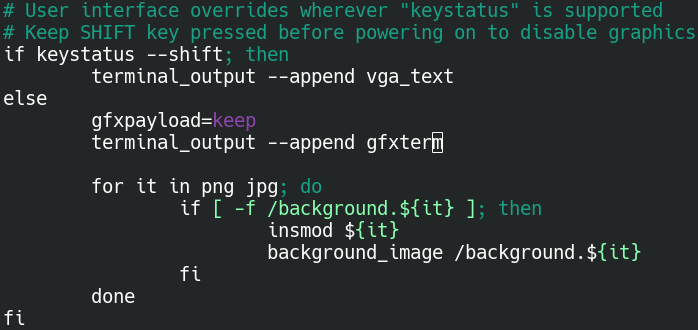 # User interface overrides wherever "keystatus" is supported
# Keep SHIFT key pressed before powering on to disable graphics
if keystatus --shift; then
        terminal_output --append vga_text
else
        gfxpayload=keep
        terminal_output --append gfxterm

        for it in png jpg; do
                if [ -f /background.${it} ]; then
                        insmod ${it}
                        background_image /background.${it}
                fi
        done
fi